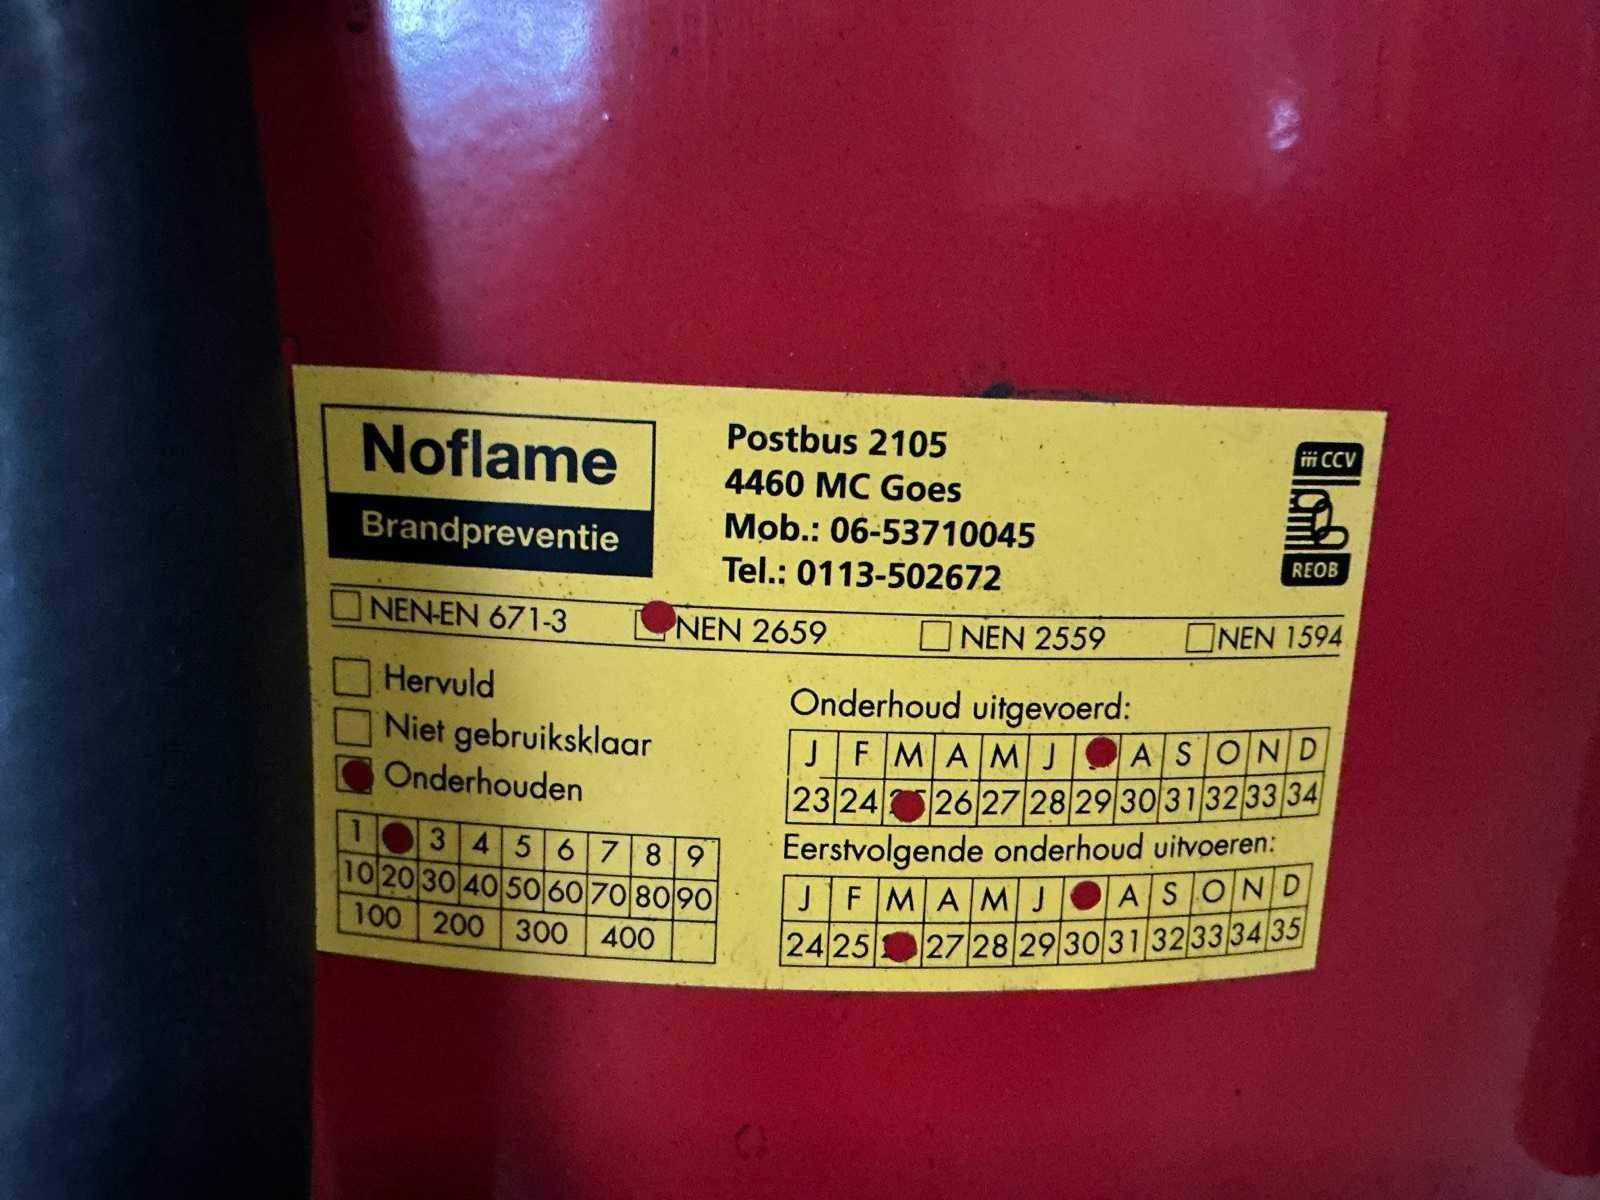 Noflame
Brandpreventie
Postbus 2105
4460 MC Goes
Mob.: 06-53710045
Tel.: 0113-502672
CCV
REOB
NEN-EN 671-3 NEN 2659 NEN 2559 NEN 1594
Hervuld
Niet gebruiksklaar
Onderhouden
1 3 4 5 6 7 8 9
10 20 30 40 50 60 70 80 90
100 200 300 400
Onderhoud uitgevoerd:
J F M A M J A S O N D
23 24 26 27 28 29 30 31 32 33 34
Eerstvolgende onderhoud uitvoeren:
J F M A M J A S O N D
24 25 27 28 29 30 31 32 33 34 35